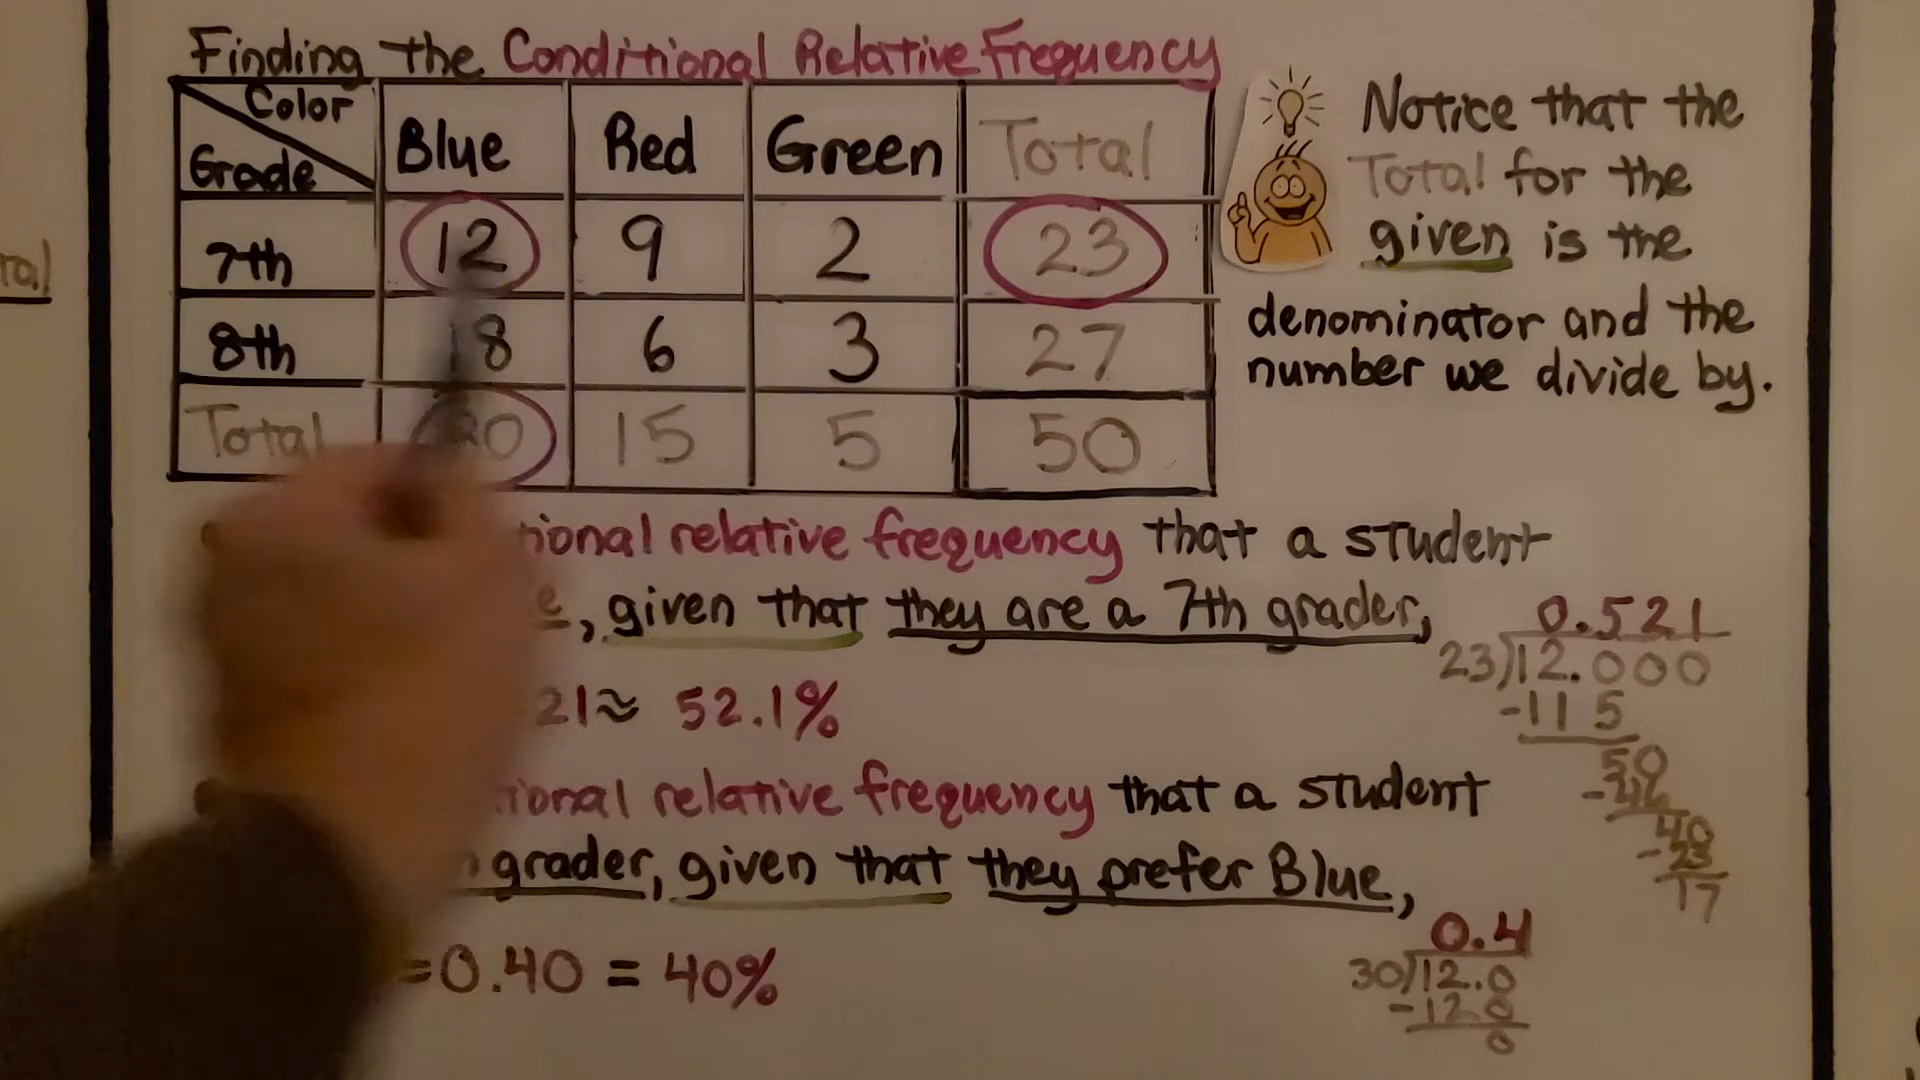 Finding the Conditional Relative Frequency
Color
Grade
Blue Red Green Total
7th 12 9 2 23
8th 18 6 3 27
Total 30 15 5 50
Notice that the
Total for the
given is the
denominator and the
number we divide by.
relative frequency that a student
given that they are a 7th grader,
≈ 52.1%
0.521
23)12.000
-115
50
-46
40
-23
17
relative frequency that a student
grader, given that they prefer Blue,
=0.40 = 40%
0.4
30)12.0
-12.0
0